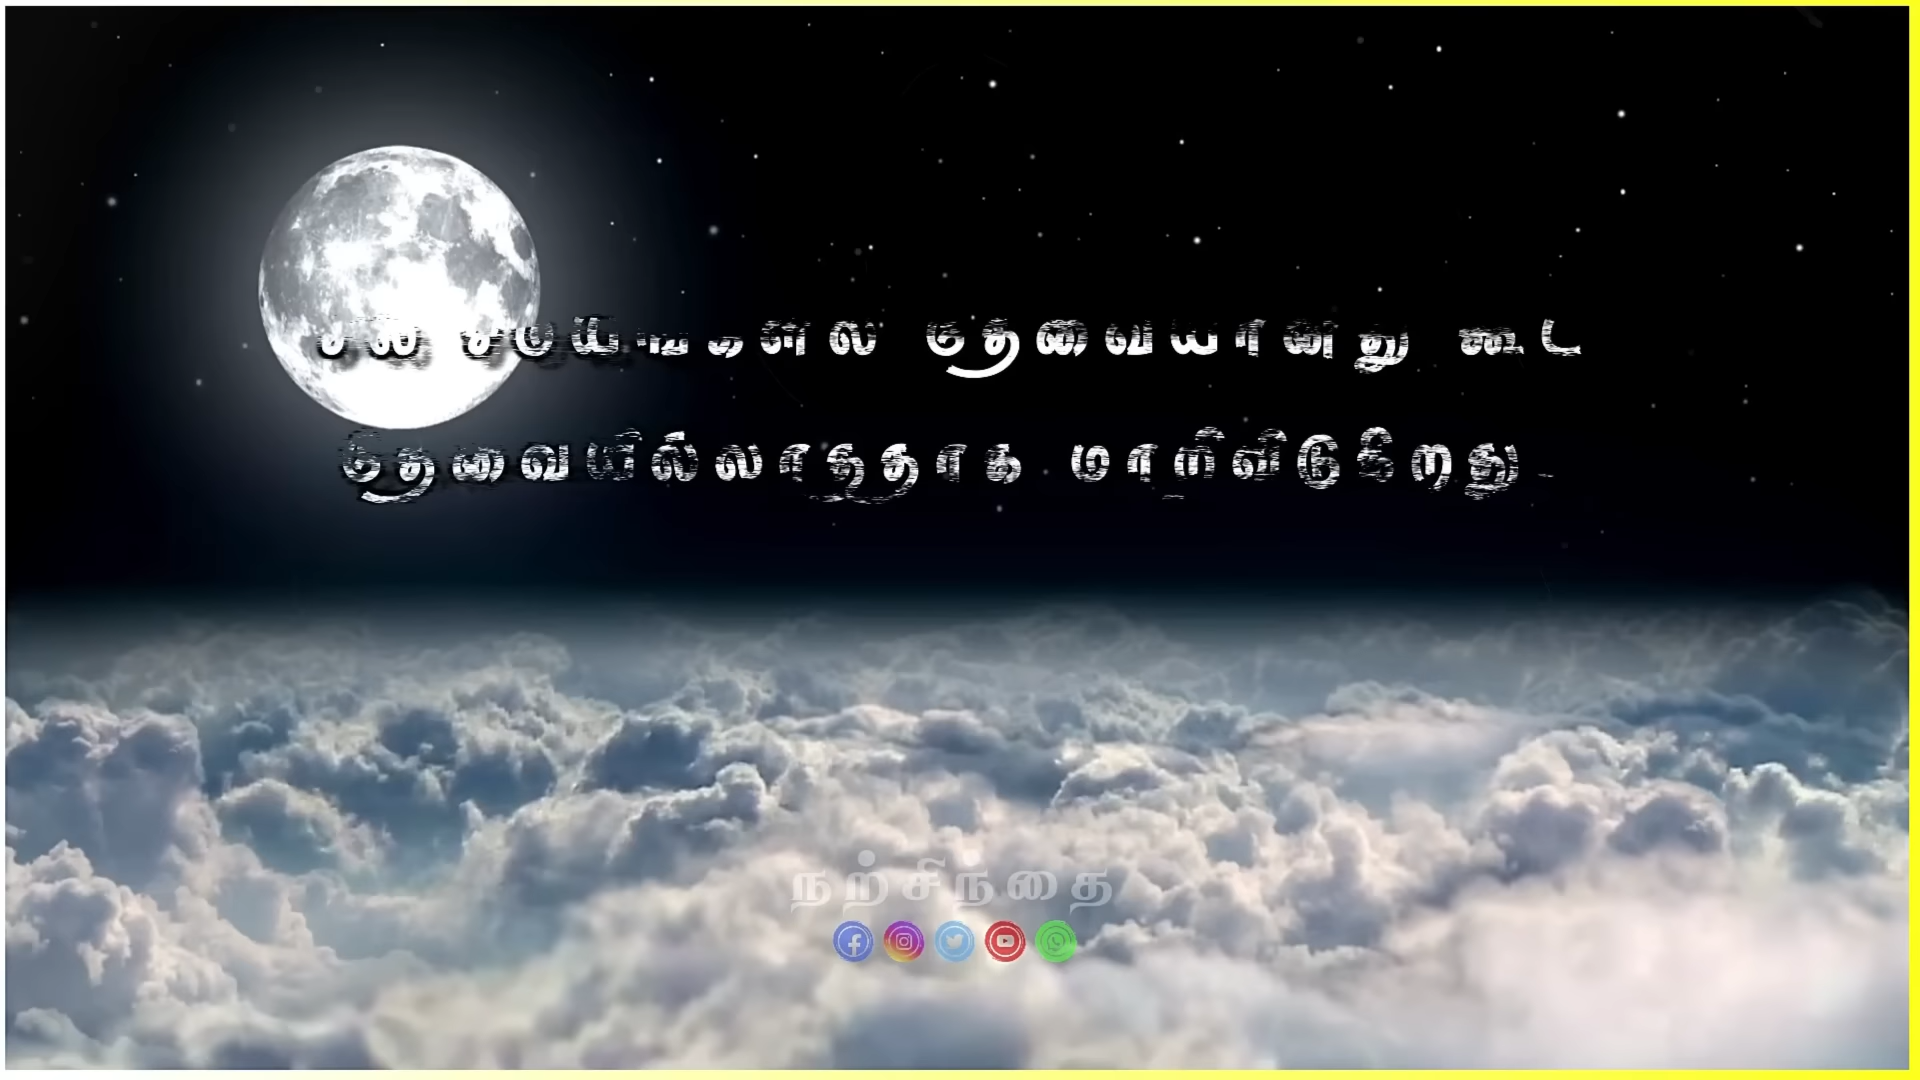 சில சமயங்களில் தேவையானது கூட
தேவையில்லாததாக மாறிவிடுகிறது
நற்சிந்தை